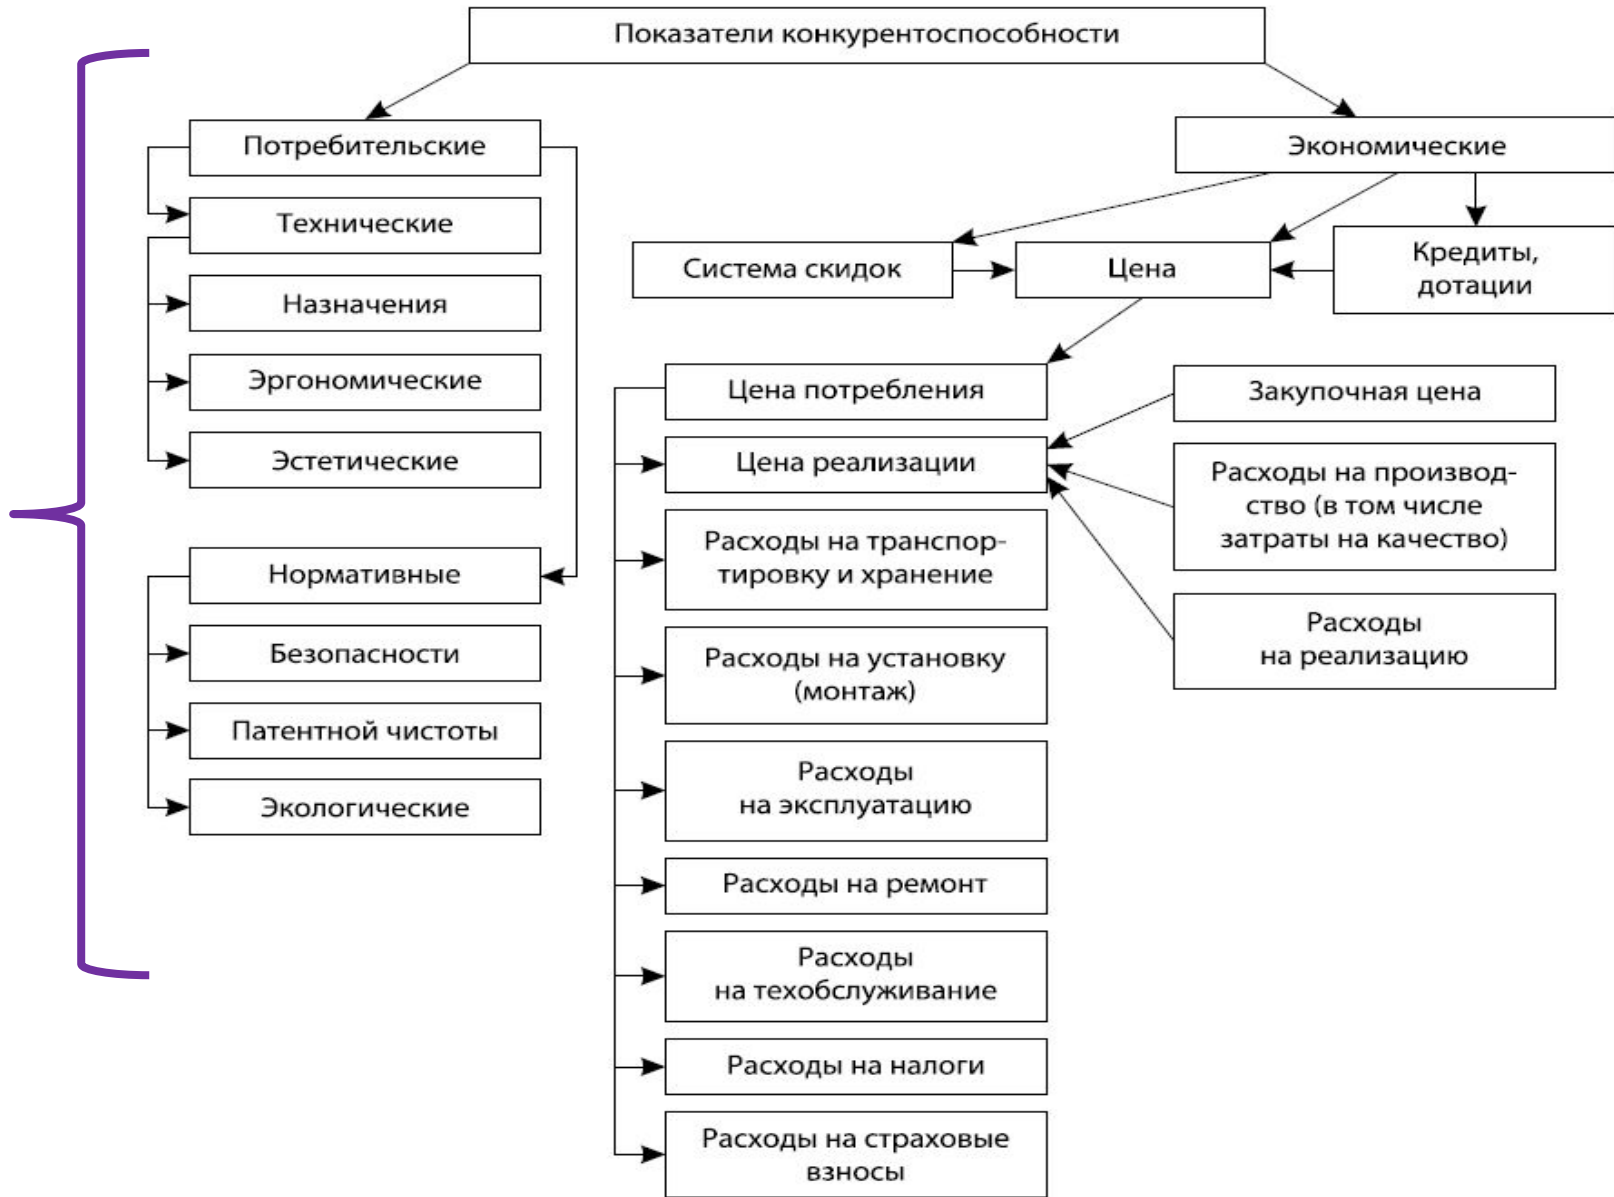 Показатели конкурентоспособности
Потребительские
Технические
Назначения
Эргономические
Эстетические
Нормативные
Безопасности
Патентной чистоты
Экологические
Экономические
Система скидок
Цена
Кредиты,
дотации
Цена потребления
Цена реализации
Расходы на транспор-
тировку и хранение
Расходы на установку
(монтаж)
Расходы
на эксплуатацию
Расходы на ремонт
Расходы
на техобслуживание
Расходы на налоги
Расходы на страховые
взносы
Закупочная цена
Расходы на производ-
ство (в том числе
затраты на качество)
Расходы
на реализацию